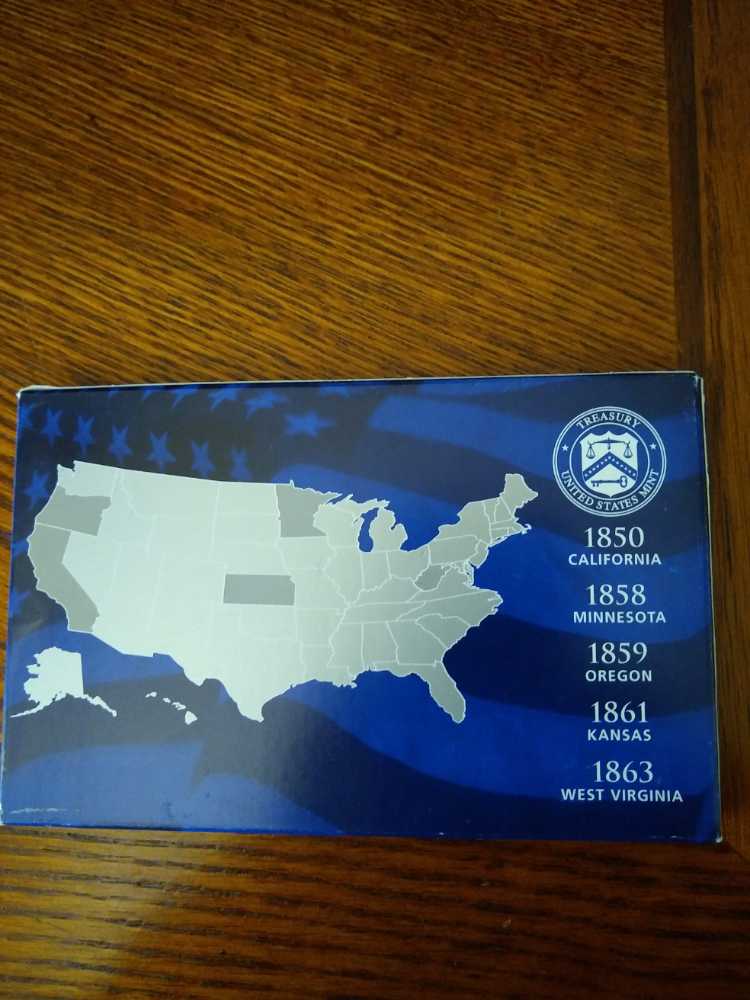 TREASURY
UNITED STATES MINT
1850
CALIFORNIA
1858
MINNESOTA
1859
OREGON
1861
KANSAS
1863
WEST VIRGINIA